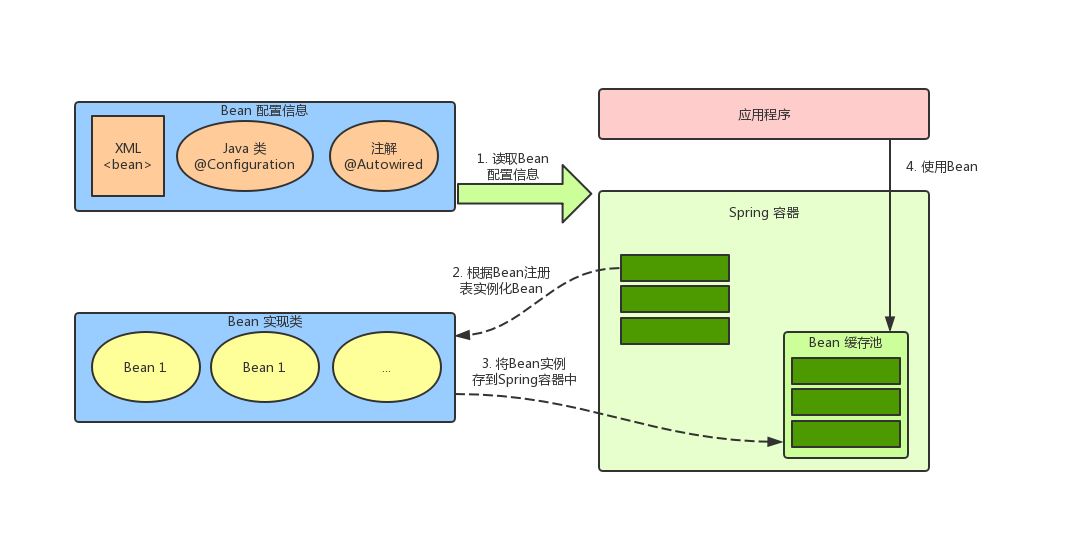 Bean 配置信息
XML
<bean>
Java 类
@Configuration
注解
@Autowired
1. 读取Bean
配置信息
应用程序
4. 使用Bean
Spring 容器
2. 根据Bean注册
表实例化Bean
Bean 实现类
Bean 1
Bean 1
...
3. 将Bean实例
存到Spring容器中
Bean 缓存池